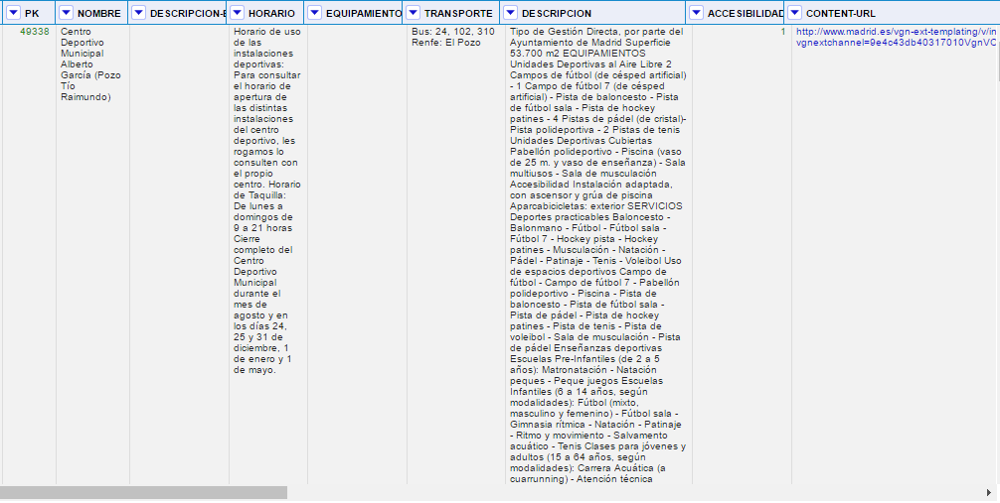 PK NOMBRE DESCRIPCION-E HORARIO EQUIPAMIENTO TRANSPORTE DESCRIPCION ACCESIBILIDAD CONTENT-URL
49338
Centro
Deportivo
Municipal
Alberto
García (Pozo
Tío
Raimundo)
Horario de uso
de las
instalaciones
deportivas:
Para consultar
el horario de
apertura de
las distintas
instalaciones
del centro
deportivo, les
rogamos lo
consulten con
el propio
centro. Horario
de Taquilla:
De lunes a
domingos de
9 a 21 horas
Cierre
completo del
Centro
Deportivo
Municipal
durante el
mes de
agosto y en
los días 24,
25 y 31 de
diciembre, 1
de enero y 1
de mayo.
Bus: 24, 102, 310
Renfe: El Pozo
Tipo de Gestión Directa, por parte del
Ayuntamiento de Madrid Superficie
53.700 m2 EQUIPAMIENTOS
Unidades Deportivas al Aire Libre 2
Campos de fútbol (de césped artificial)
- 1 Campo de fútbol 7 (de césped
artificial) - Pista de baloncesto - Pista
de fútbol sala - Pista de hockey
patines - 4 Pistas de pádel (de cristal)-
Pista polideportiva - 2 Pistas de tenis
Unidades Deportivas Cubiertas
Pabellón polideportivo - Piscina (vaso
de 25 m. y vaso de enseñanza) - Sala
multiusos - Sala de musculación
Accesibilidad Instalación adaptada,
con ascensor y grúa de piscina
Aparcabicicletas: exterior SERVICIOS
Deportes practicables Baloncesto -
Balonmano - Fútbol - Fútbol sala -
Fútbol 7 - Hockey pista - Hockey
patines - Musculación - Natación -
Pádel - Patinaje - Tenis - Voleibol Uso
de espacios deportivos Campo de
fútbol - Campo de fútbol 7 - Pabellón
polideportivo - Piscina - Pista de
baloncesto - Pista de fútbol sala -
Pista de pádel - Pista de hockey
patines - Pista de tenis - Pista de
voleibol - Sala de musculación - Pista
de pádel Enseñanzas deportivas
Escuelas Pre-Infantiles (de 2 a 5
años): Matronatación - Natación
peques - Peque juegos Escuelas
Infantiles (6 a 14 años, según
modalidades): Fútbol (mixto,
masculino y femenino) - Fútbol sala -
Gimnasia rítmica - Natación - Patinaje
- Ritmo y movimiento - Salvamento
acuático - Tenis Clases para jóvenes y
adultos (15 a 64 años, según
modalidades): Carrera Acuática (a
cuarrunning) - Atención técnica
1
http://www.madrid.es/vgn-ext-templating/v/in
vgnextchannel=9e4c43db40317010VgnVC